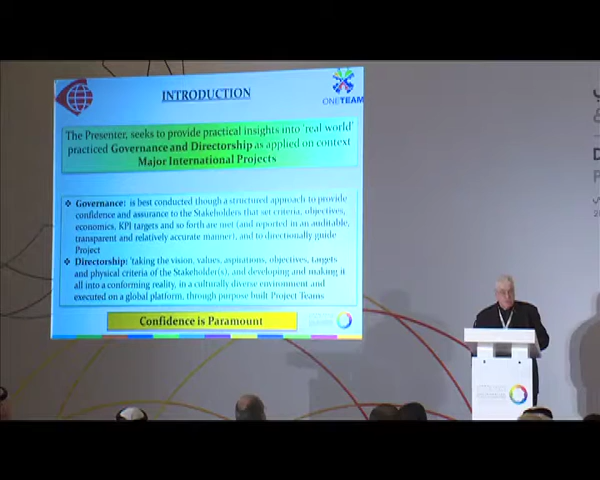 INTRODUCTION
ONETEAM
The Presenter, seeks to provide practical insights into 'real world'
practiced Governance and Directorship as applied on context
Major International Projects
❖ Governance: is best conducted though a structured approach to provide
confidence and assurance to the Stakeholders that set criteria, objectives,
economics, KPI targets and so forth are met (and reported in an auditable,
transparent and relatively accurate manner), and to directionally guide
Project
❖ Directorship: 'taking the vision, values, aspirations, objectives, targets
and physical criteria of the Stakeholder(s), and developing and making it
all into a conforming reality, in a culturally diverse environment and
executed on a global platform, through purpose built Project Teams
Confidence is Paramount